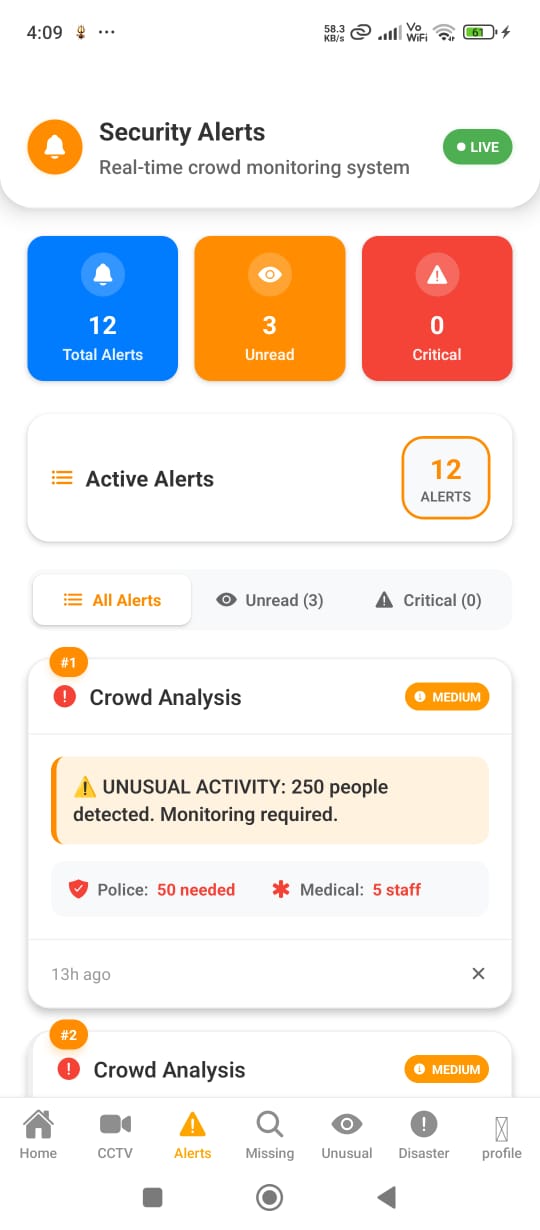 4:09 ...
58.3 KB/s
Vo WiFi
61
Security Alerts
Real-time crowd monitoring system
LIVE
12
Total Alerts
3
Unread
0
Critical
Active Alerts
12
ALERTS
All Alerts
Unread (3)
Critical (0)
#1
Crowd Analysis
MEDIUM
⚠️ UNUSUAL ACTIVITY: 250 people
detected. Monitoring required.
Police: 50 needed
Medical: 5 staff
13h ago
#2
Crowd Analysis
MEDIUM
Home
CCTV
Alerts
Missing
Unusual
Disaster
profile